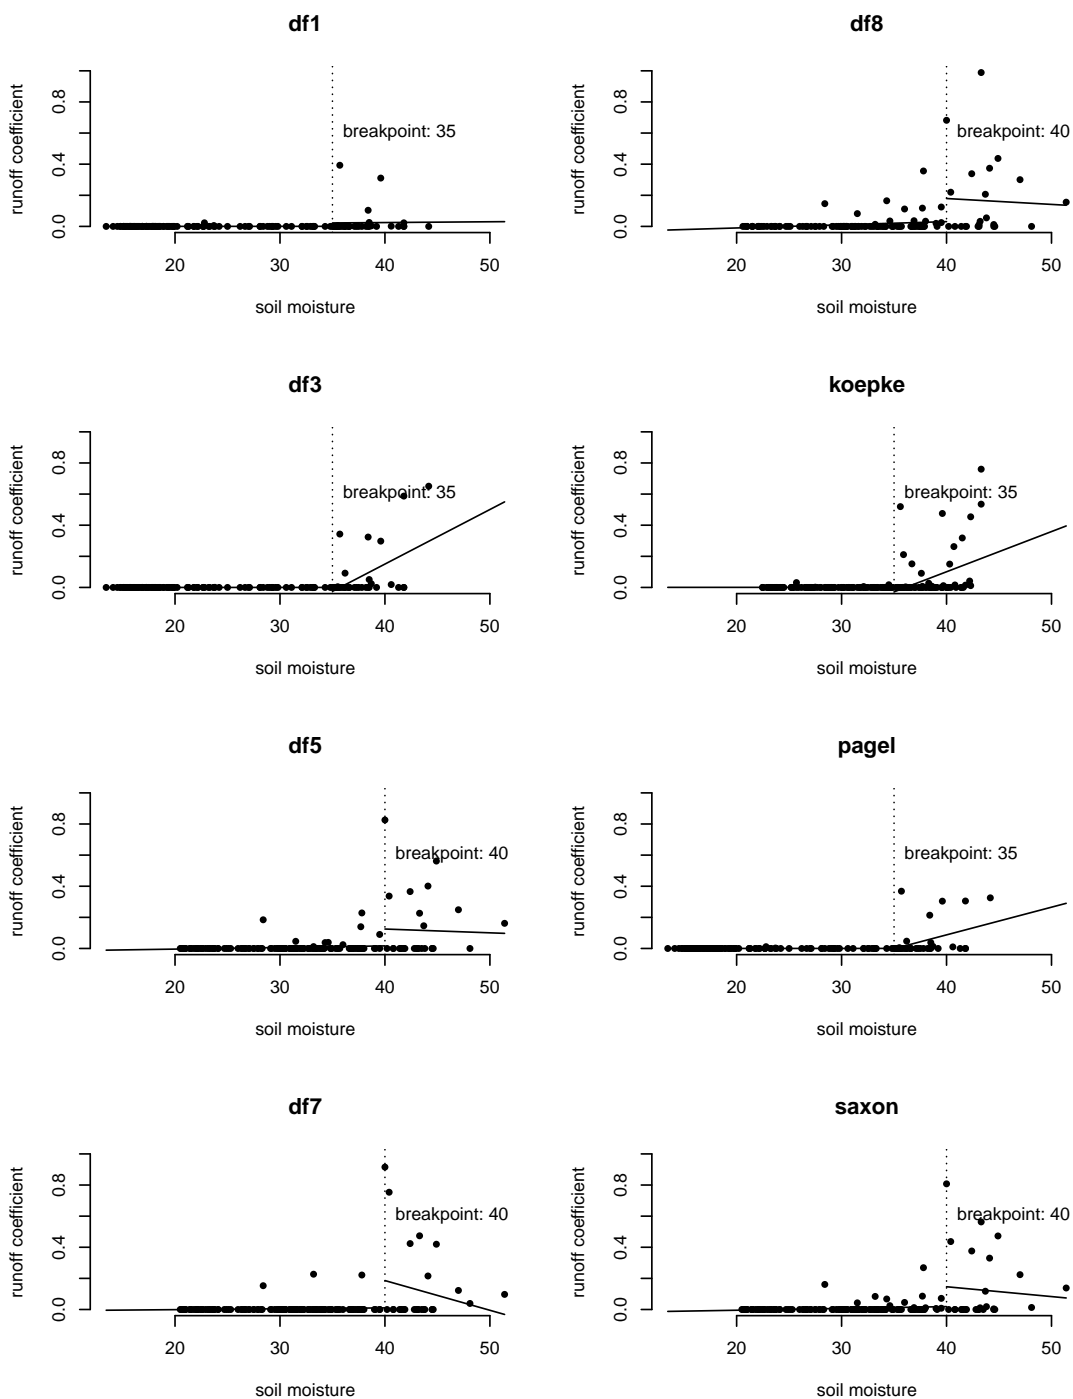 df1
runoff coefficient
0.0 0.4 0.8
breakpoint: 35
20 30 40 50
soil moisture
df8
runoff coefficient
0.0 0.4 0.8
breakpoint: 40
20 30 40 50
soil moisture
df3
runoff coefficient
0.0 0.4 0.8
breakpoint: 35
20 30 40 50
soil moisture
koepke
runoff coefficient
0.0 0.4 0.8
breakpoint: 35
20 30 40 50
soil moisture
df5
runoff coefficient
0.0 0.4 0.8
breakpoint: 40
20 30 40 50
soil moisture
pagel
runoff coefficient
0.0 0.4 0.8
breakpoint: 35
20 30 40 50
soil moisture
df7
runoff coefficient
0.0 0.4 0.8
breakpoint: 40
20 30 40 50
soil moisture
saxon
runoff coefficient
0.0 0.4 0.8
breakpoint: 40
20 30 40 50
soil moisture